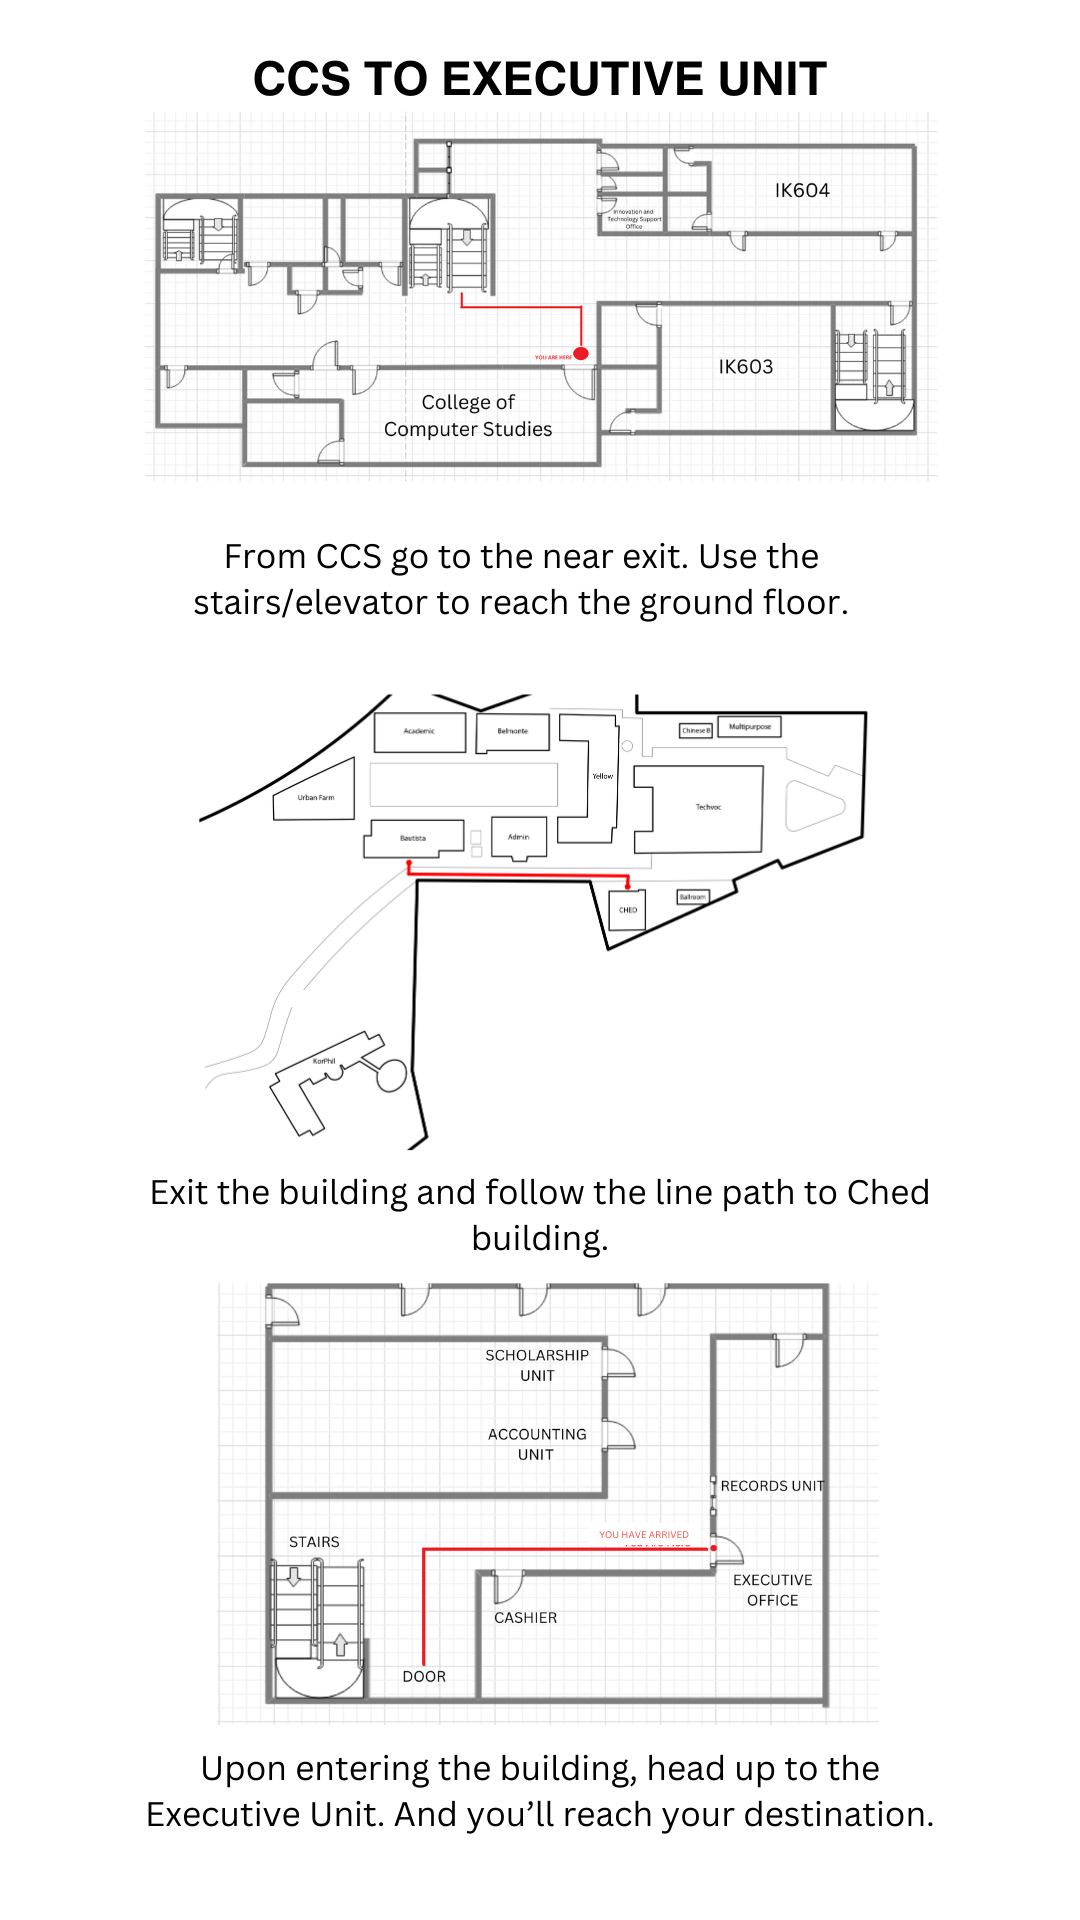 CCS TO EXECUTIVE UNIT
IK604
Innovation and
Technology Support
Office
YOU ARE HERE
IK603
College of
Computer Studies
From CCS go to the near exit. Use the
stairs/elevator to reach the ground floor.
Academic
Belmonte
Chinese B
Multipurpose
Yellow
Urban Farm
Techvoc
Bautista
Admin
CHED
Ballroom
KorPhil
Exit the building and follow the line path to Ched
building.
SCHOLARSHIP
UNIT
ACCOUNTING
UNIT
RECORDS UNIT
YOU HAVE ARRIVED
STAIRS
EXECUTIVE
OFFICE
CASHIER
DOOR
Upon entering the building, head up to the
Executive Unit. And you’ll reach your destination.